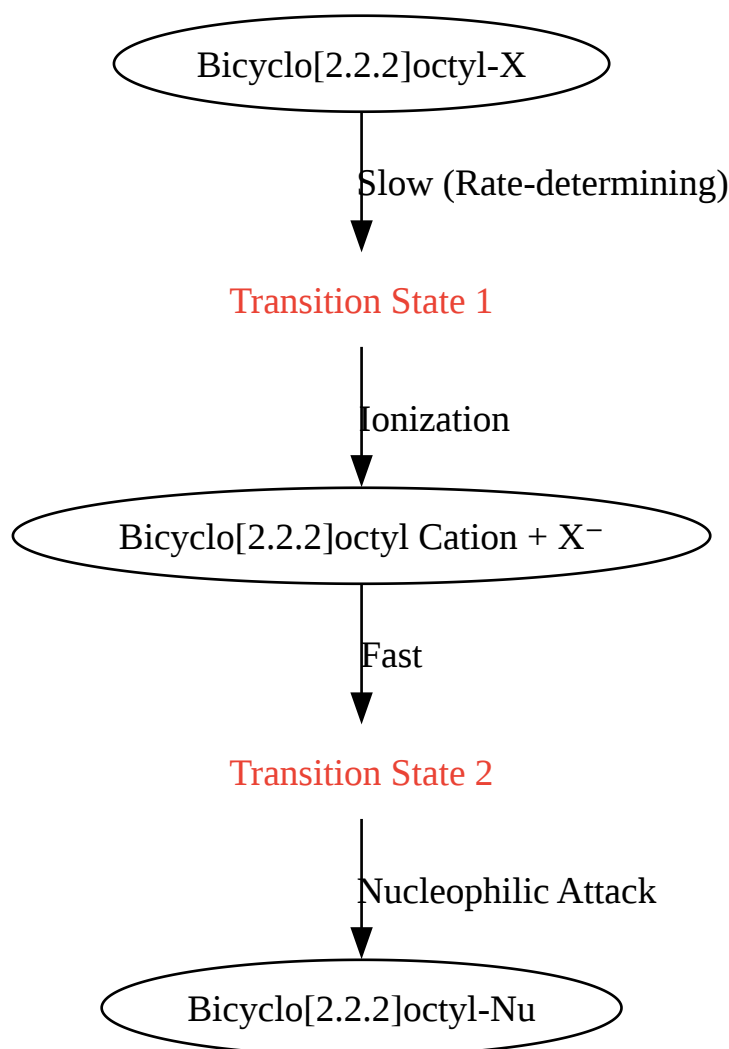 Bicyclo[2.2.2]octyl-X
Slow (Rate-determining)
Transition State 1
Ionization
Bicyclo[2.2.2]octyl Cation + X⁻
Fast
Transition State 2
Nucleophilic Attack
Bicyclo[2.2.2]octyl-Nu